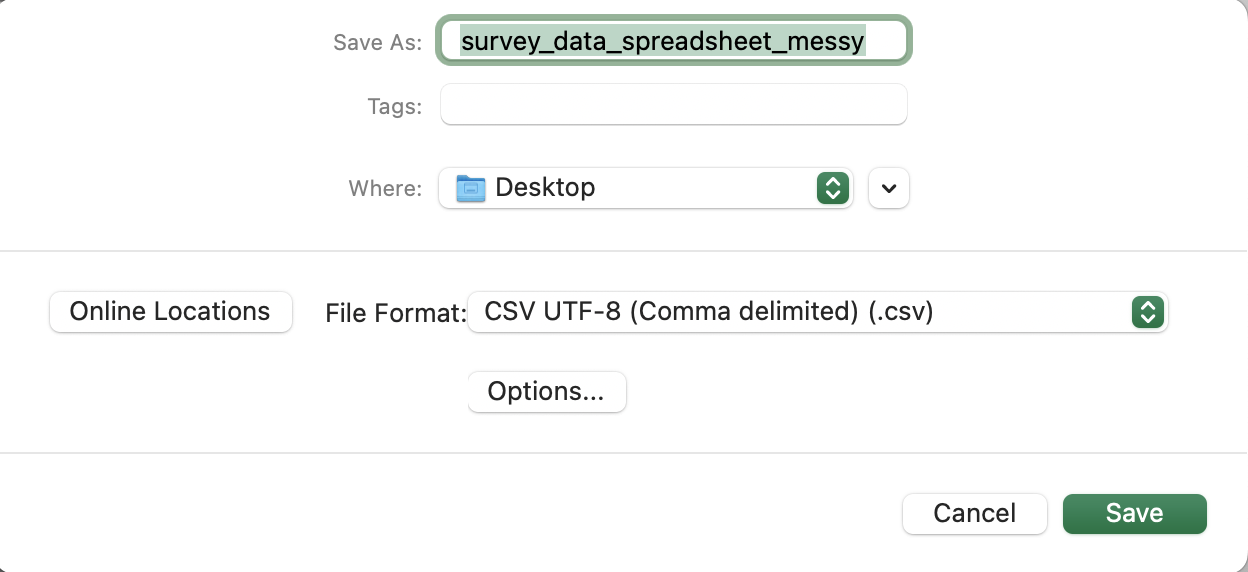 Save As: survey_data_spreadsheet_messy
Tags:
Where: Desktop
Online Locations File Format: CSV UTF-8 (Comma delimited) (.csv)
Options...
Cancel Save